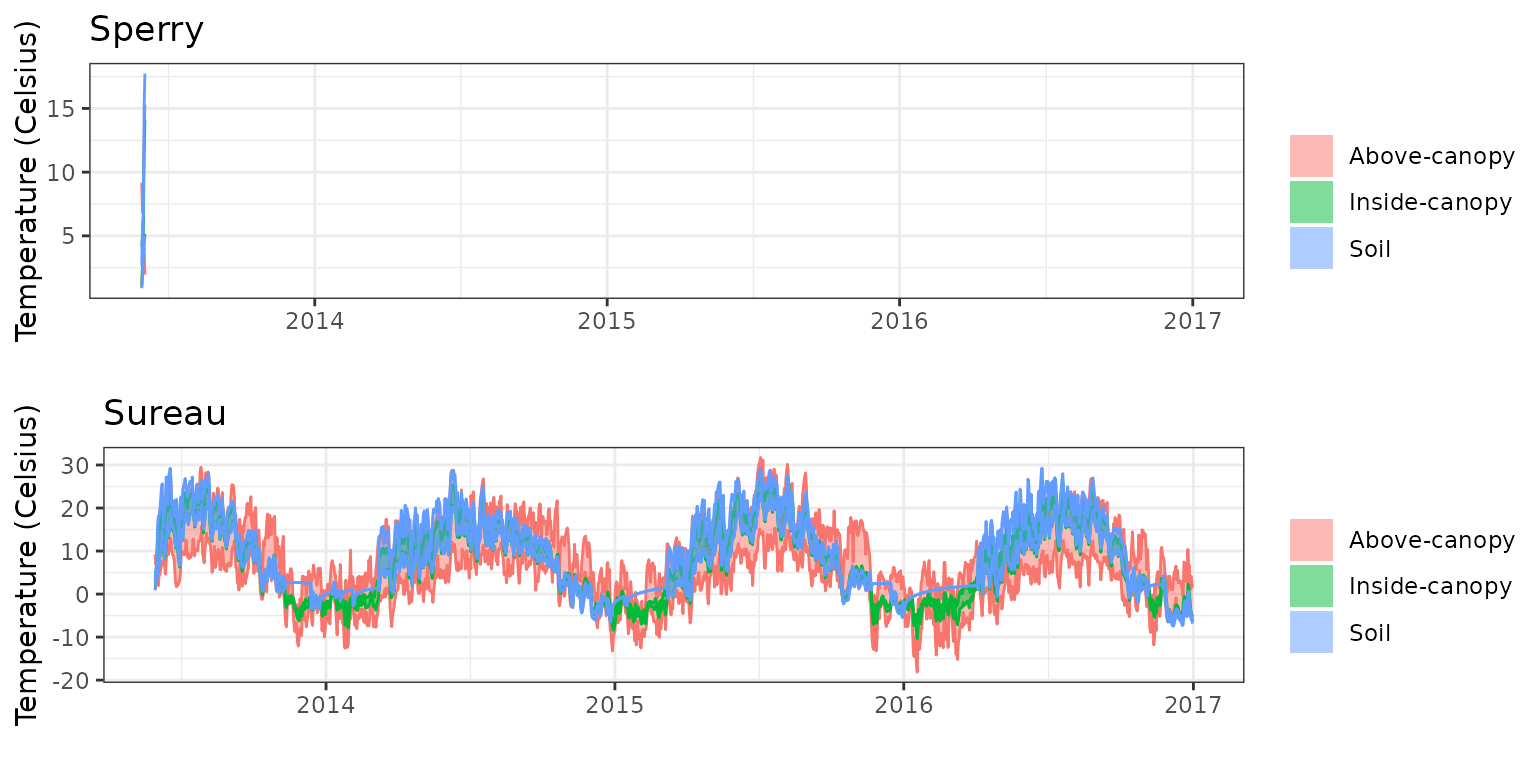 Sperry
Temperature (Celsius)
15
10
5
2014 2015 2016 2017
Above-canopy
Inside-canopy
Soil
Sureau
Temperature (Celsius)
30
20
10
0
-10
-20
2014 2015 2016 2017
Above-canopy
Inside-canopy
Soil